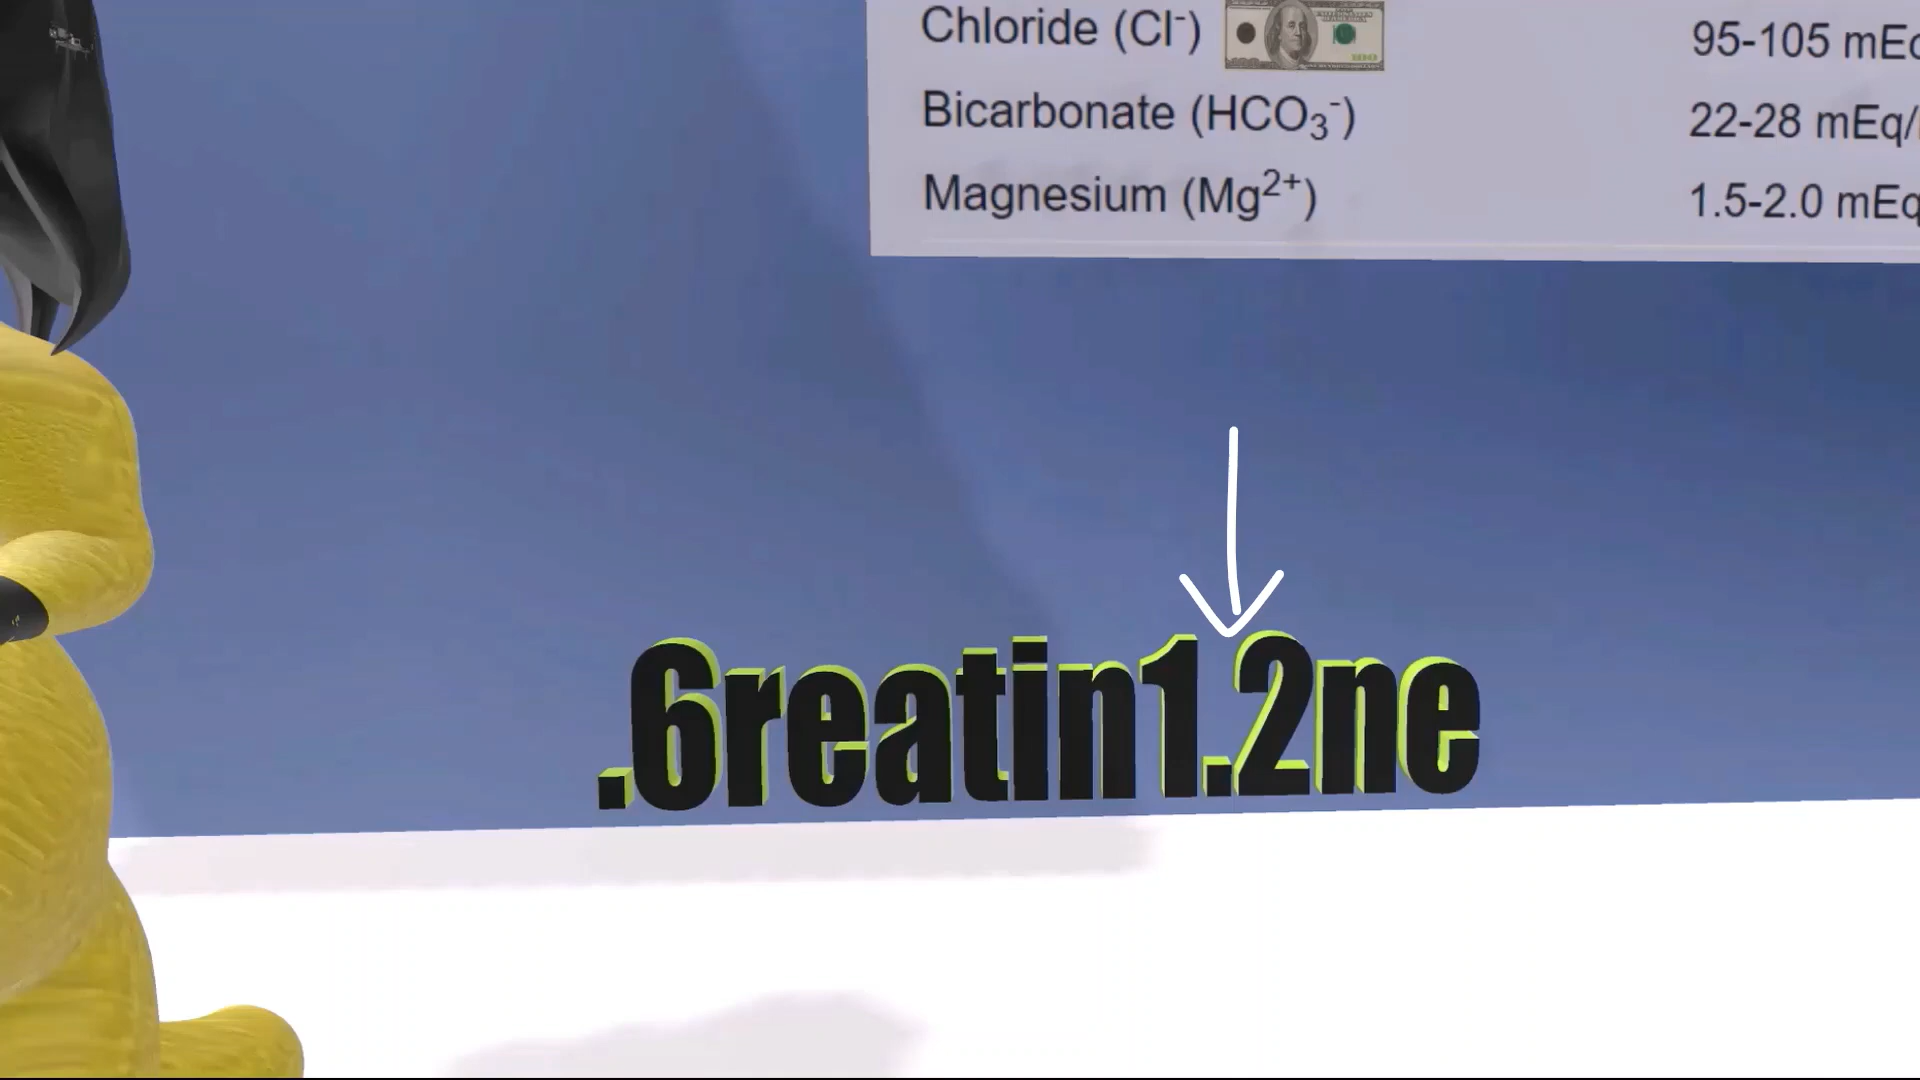 Chloride (Cl⁻)
95-105 mEq
Bicarbonate (HCO₃⁻)
22-28 mEq/
Magnesium (Mg²⁺)
1.5-2.0 mEq
.6reatin1.2ne